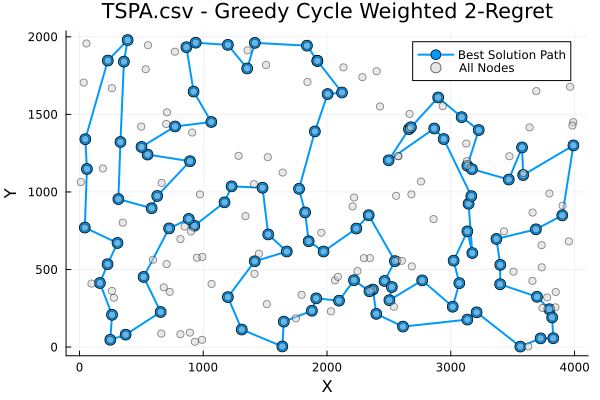 TSPA.csv - Greedy Cycle Weighted 2-Regret
Best Solution Path
All Nodes
Y
2000
1500
1000
500
0
0
1000
2000
3000
4000
X